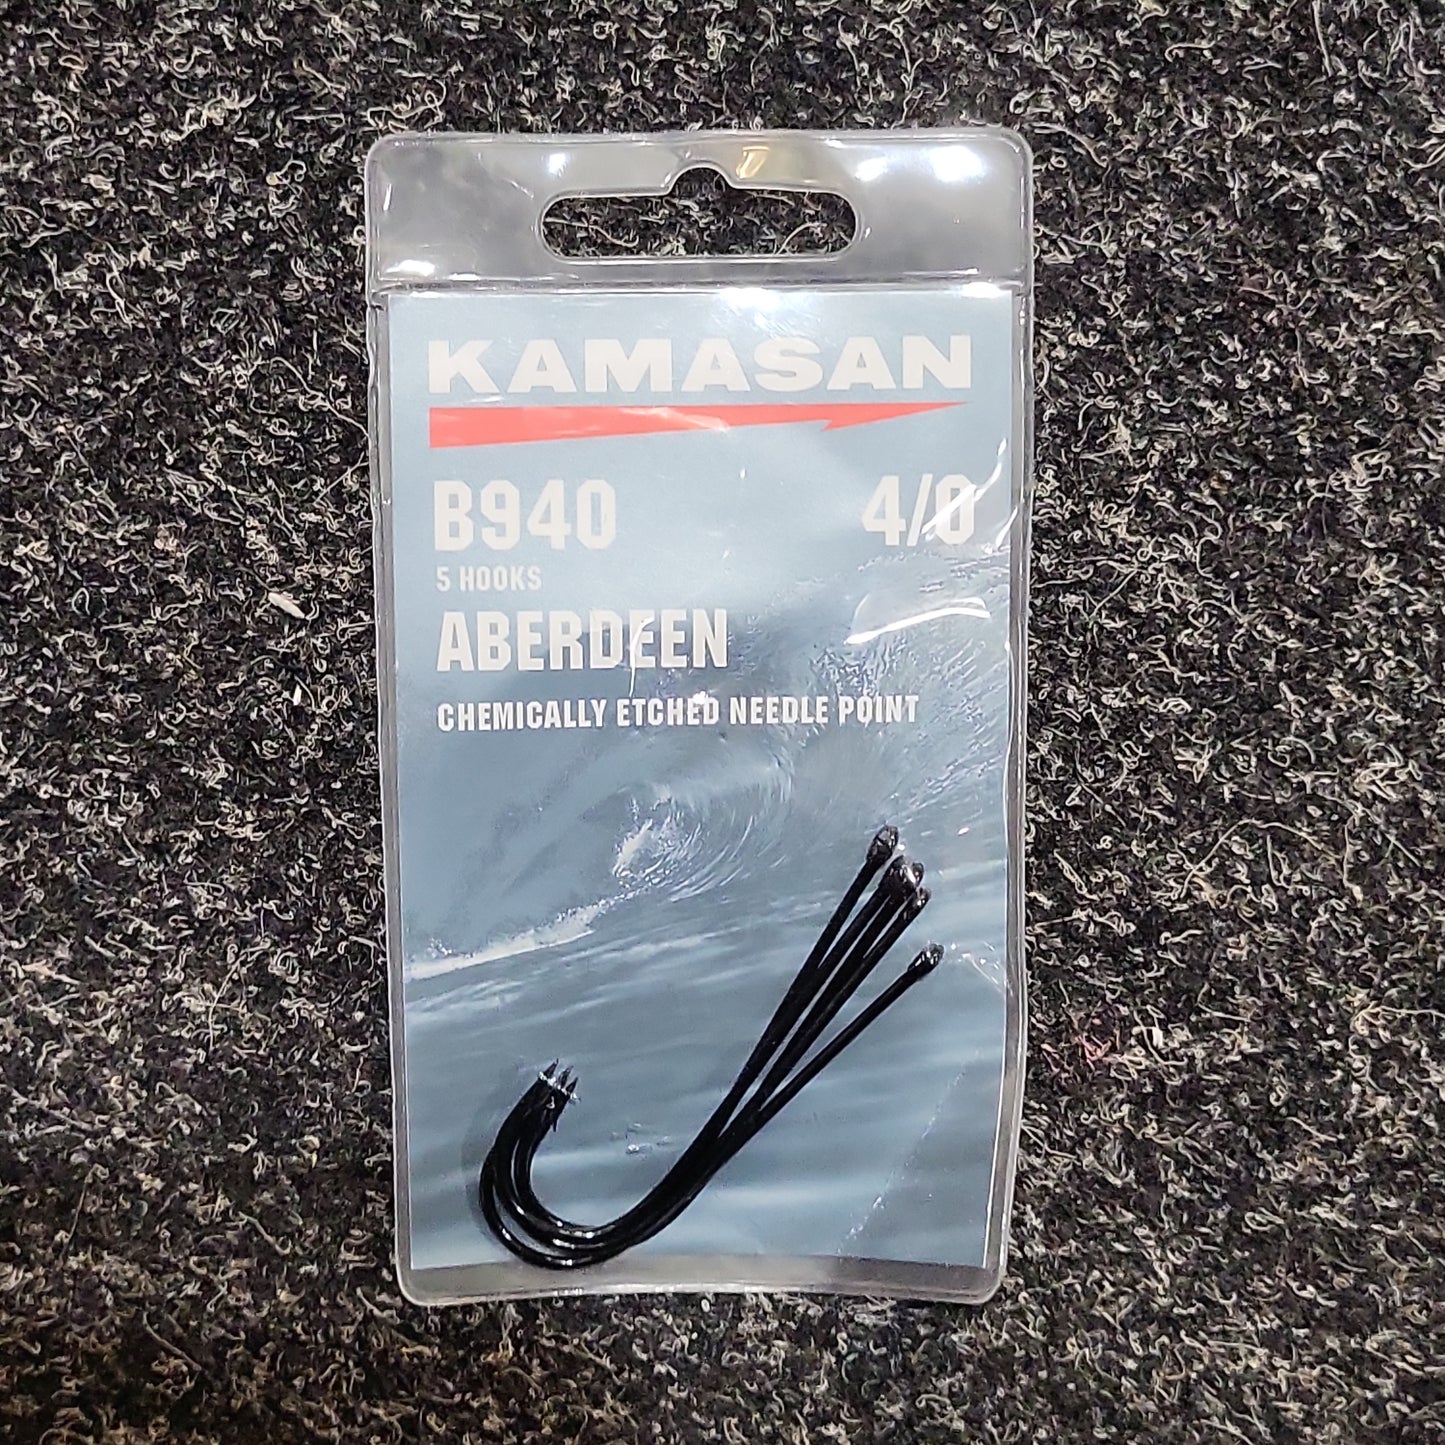 KAMASAN
B940 4/0
5 HOOKS
ABERDEEN
CHEMICALLY ETCHED NEEDLE POINT